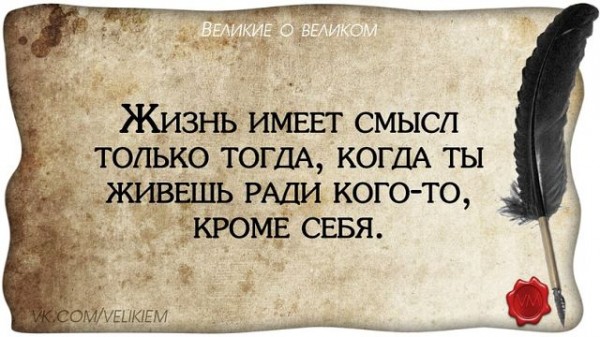 Великие о великом
Жизнь имеет смысл
только тогда, когда ты
живешь ради кого-то,
кроме себя.
VK.COM/VELIKIEM